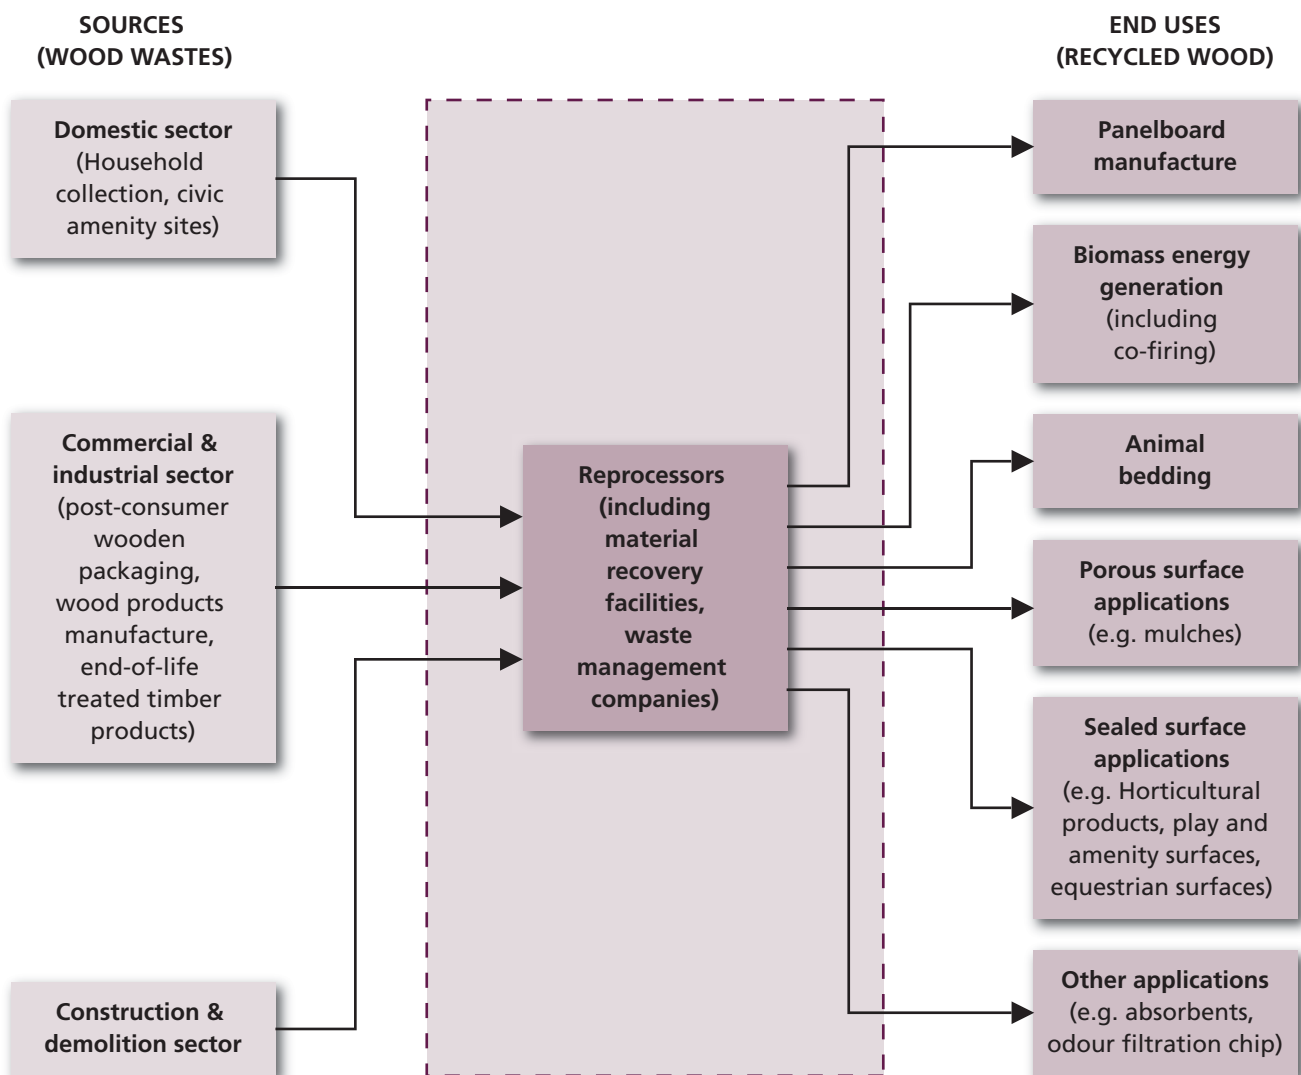 SOURCES
(WOOD WASTES)
Domestic sector
(Household
collection, civic
amenity sites)
Commercial &
industrial sector
(post-consumer
wooden
packaging,
wood products
manufacture,
end-of-life
treated timber
products)
Construction &
demolition sector
Reprocessors
(including
material
recovery
facilities,
waste
management
companies)
END USES
(RECYCLED WOOD)
Panelboard
manufacture
Biomass energy
generation
(including
co-firing)
Animal
bedding
Porous surface
applications
(e.g. mulches)
Sealed surface
applications
(e.g. Horticultural
products, play and
amenity surfaces,
equestrian surfaces)
Other applications
(e.g. absorbents,
odour filtration chip)